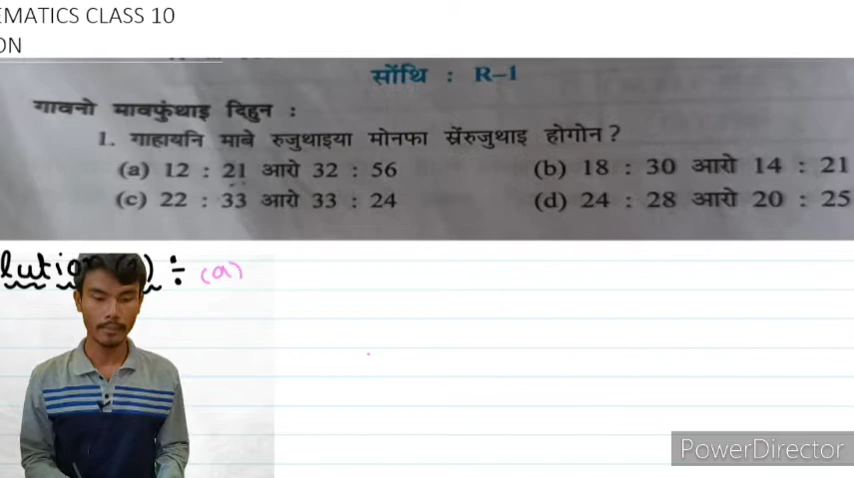 EMATICS CLASS 10
ON
सोंथि : R-1
गावनो मावफुंथाइ दिहुन :
1. गाहायनि माबे रुजुथाइया मोनफा स्रेंरुजुथाइ होगोन ?
(a) 12 : 21 आरो 32 : 56 (b) 18 : 30 आरो 14 : 21
(c) 22 : 33 आरो 33 : 24 (d) 24 : 28 आरो 20 : 25
(a)
PowerDirector